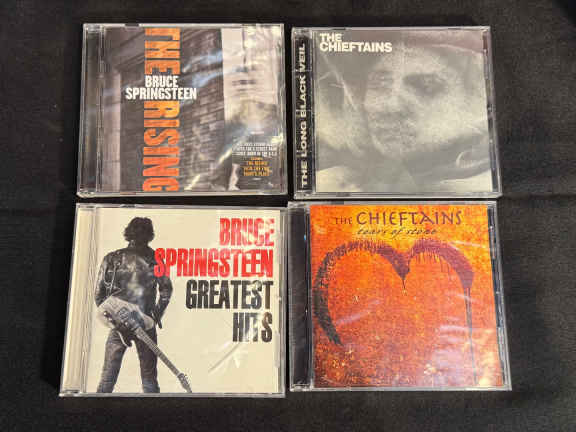 THE RISING
BRUCE
SPRINGSTEEN
THE
CHIEFTAINS
THE LONG BLACK VEIL
BRUCE
SPRINGSTEEN
GREATEST
HITS
THE CHIEFTAINS
tears of stone